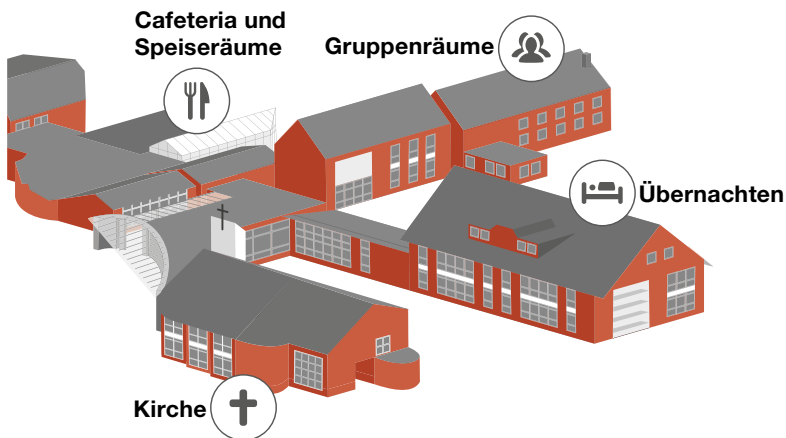 Cafeteria und
Speiseräume
Gruppenräume
Übernachten
Kirche